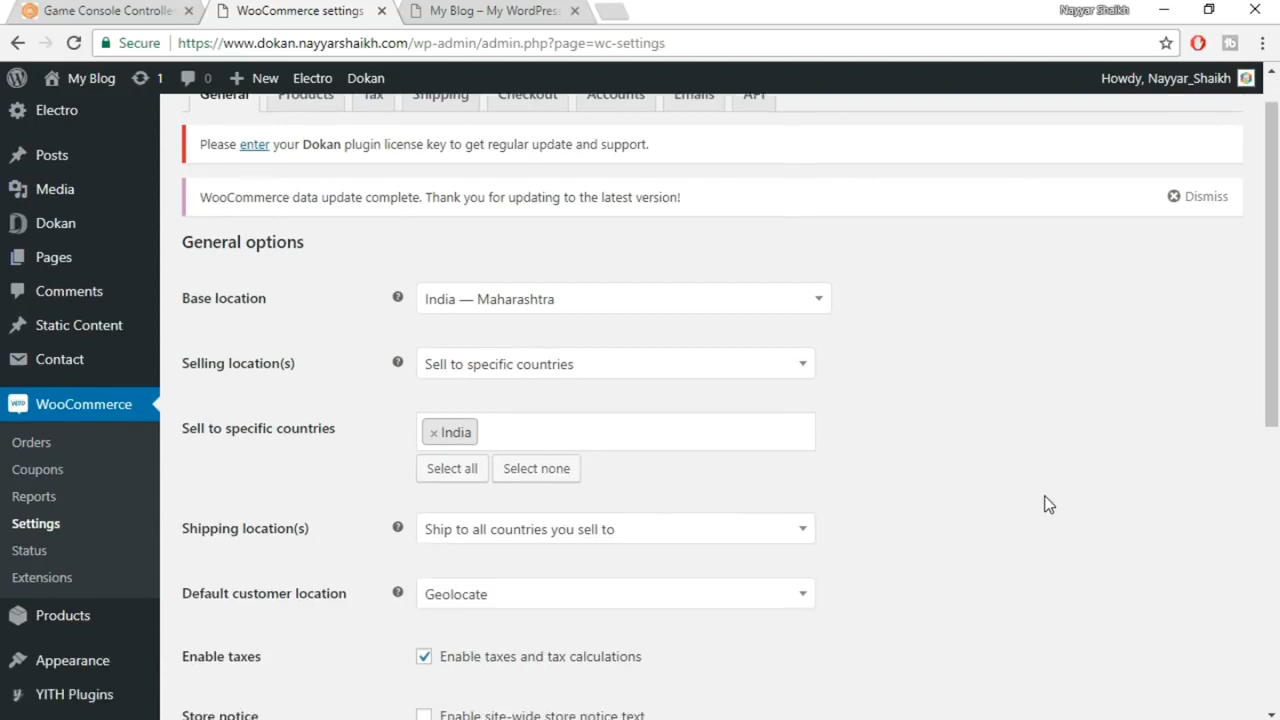 Game Console Controlle
WooCommerce settings
My Blog – My WordPres
Nayyar Shaikh
Secure
https://www.dokan.nayyarshaikh.com/wp-admin/admin.php?page=wc-settings
My Blog
1
0
New
Electro
Dokan
Howdy, Nayyar_Shaikh
General
Products
Tax
Shipping
Checkout
Accounts
Emails
API
Electro
Posts
Media
Dokan
Pages
Comments
Static Content
Contact
WooCommerce
Orders
Coupons
Reports
Settings
Status
Extensions
Products
Appearance
YITH Plugins
Please enter your Dokan plugin license key to get regular update and support.
WooCommerce data update complete. Thank you for updating to the latest version!
Dismiss
General options
Base location
India — Maharashtra
Selling location(s)
Sell to specific countries
Sell to specific countries
× India
Select all
Select none
Shipping location(s)
Ship to all countries you sell to
Default customer location
Geolocate
Enable taxes
Enable taxes and tax calculations
Store notice
Enable site-wide store notice text